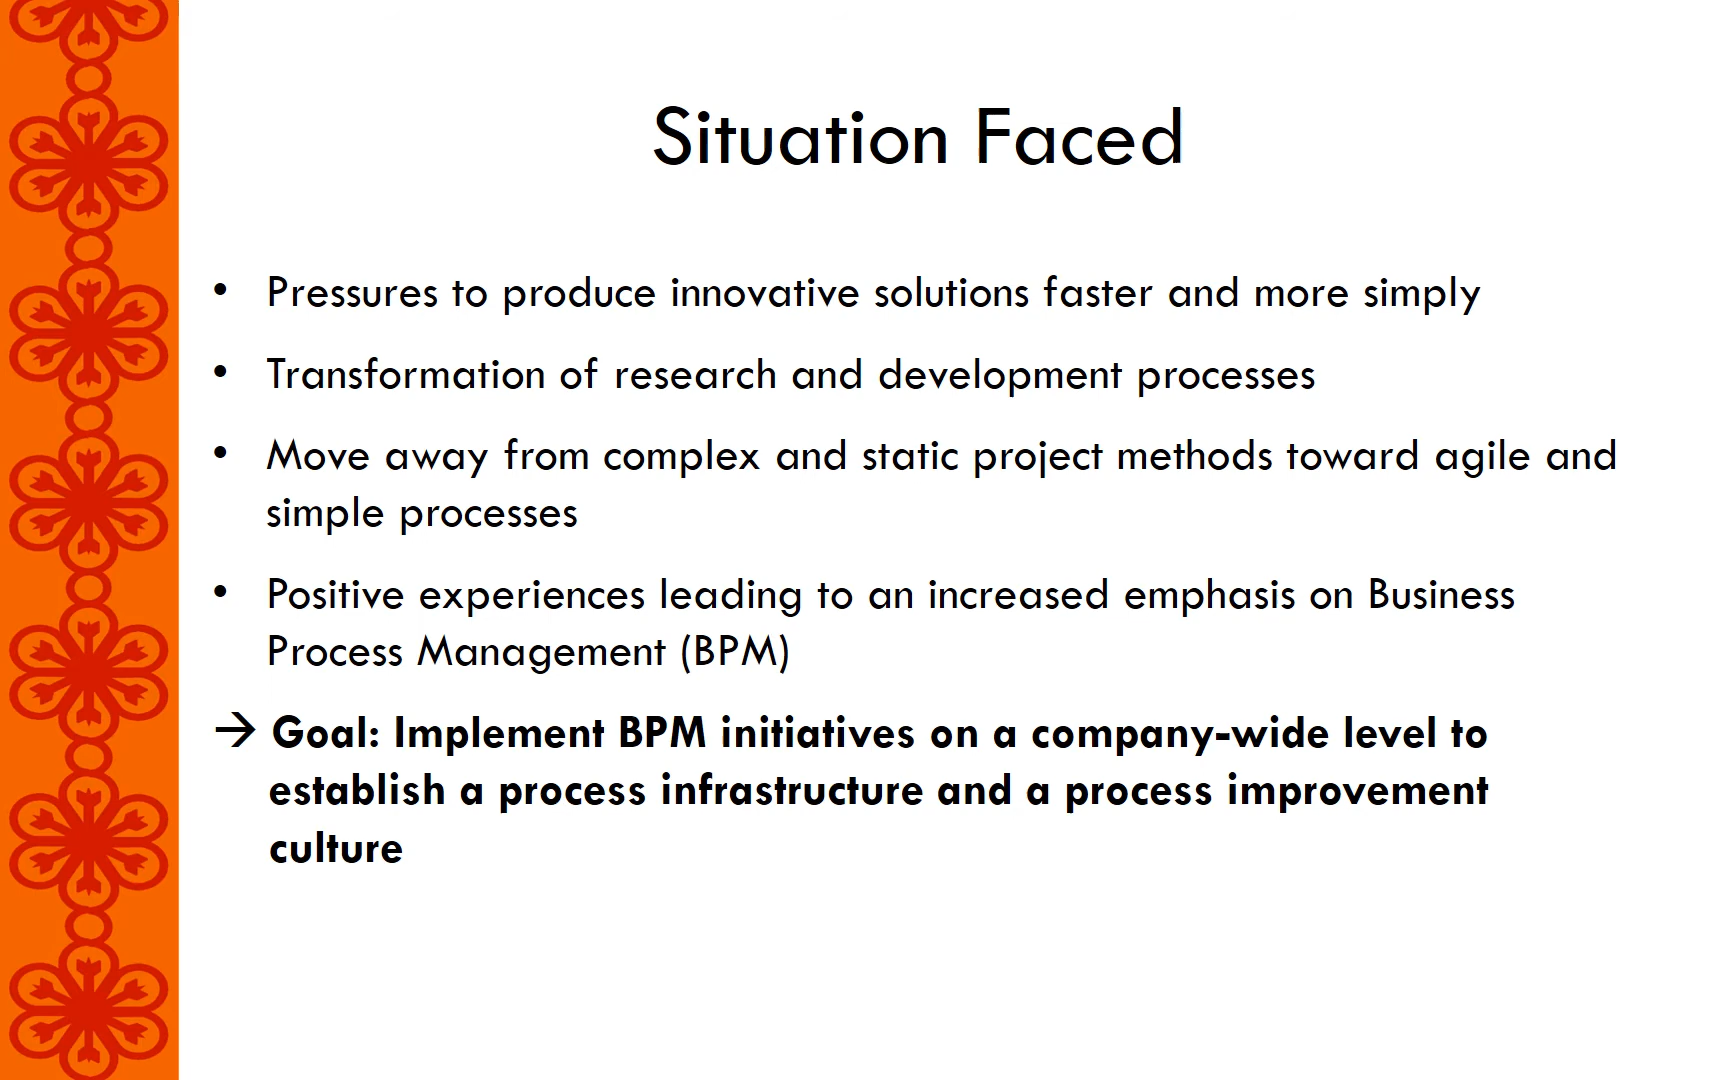 Situation Faced
• Pressures to produce innovative solutions faster and more simply
• Transformation of research and development processes
• Move away from complex and static project methods toward agile and
simple processes
• Positive experiences leading to an increased emphasis on Business
Process Management (BPM)
→ Goal: Implement BPM initiatives on a company-wide level to
establish a process infrastructure and a process improvement
culture